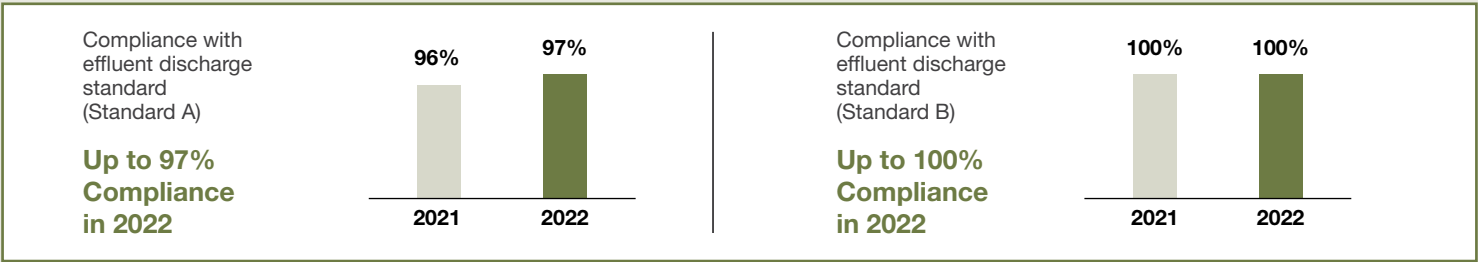 Compliance with
effluent discharge
standard
(Standard A)
Up to 97%
Compliance
in 2022
96%
97%
2021
2022
Compliance with
effluent discharge
standard
(Standard B)
Up to 100%
Compliance
in 2022
100%
100%
2021
2022